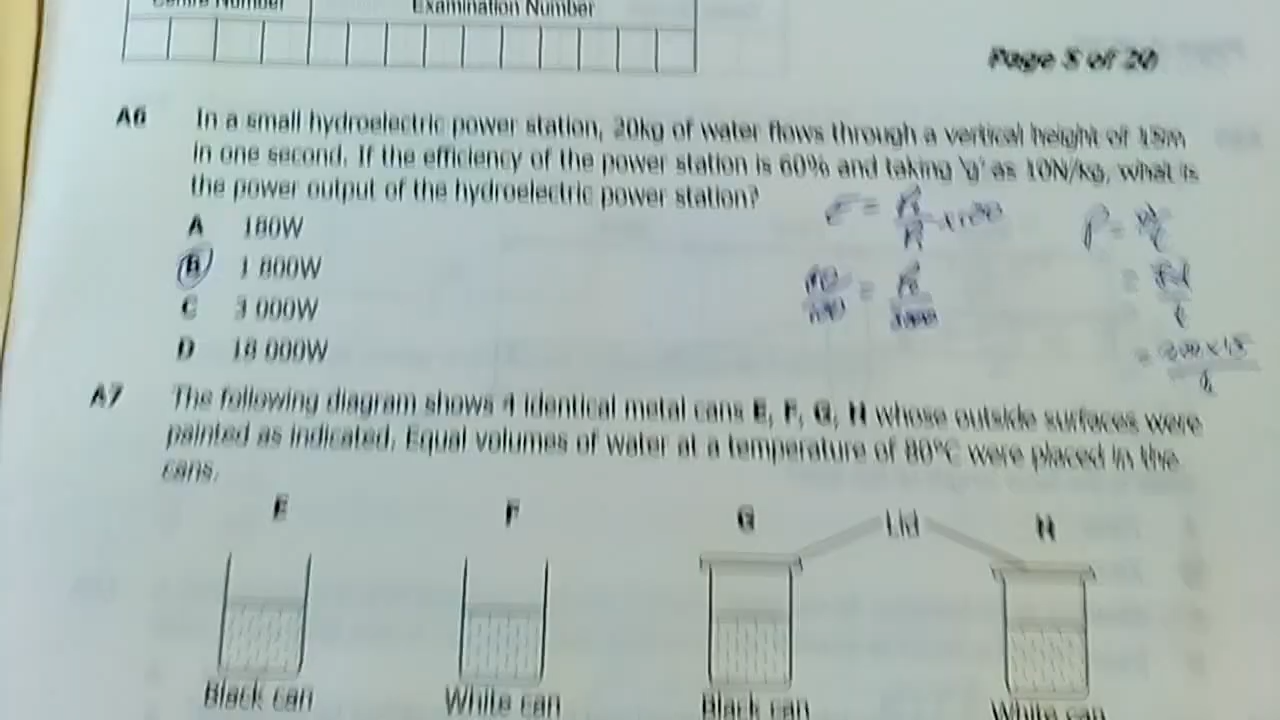 Centre Number Examination Number
Page 5 of 20
A6 In a small hydroelectric power station, 20kg of water flows through a vertical height of 15m
in one second. If the efficiency of the power station is 60% and taking 'g' as 10N/kg, what is
the power output of the hydroelectric power station?
A 180W
B 1 800W
C 3 000W
D 18 000W
= × 100
P =
=
=
= 200 × 15
A7 The following diagram shows 4 identical metal cans E, F, G, H whose outside surfaces were
painted as indicated. Equal volumes of water at a temperature of 80°C were placed in the
cans.
E F G Lid H
Black can White can Black can White can